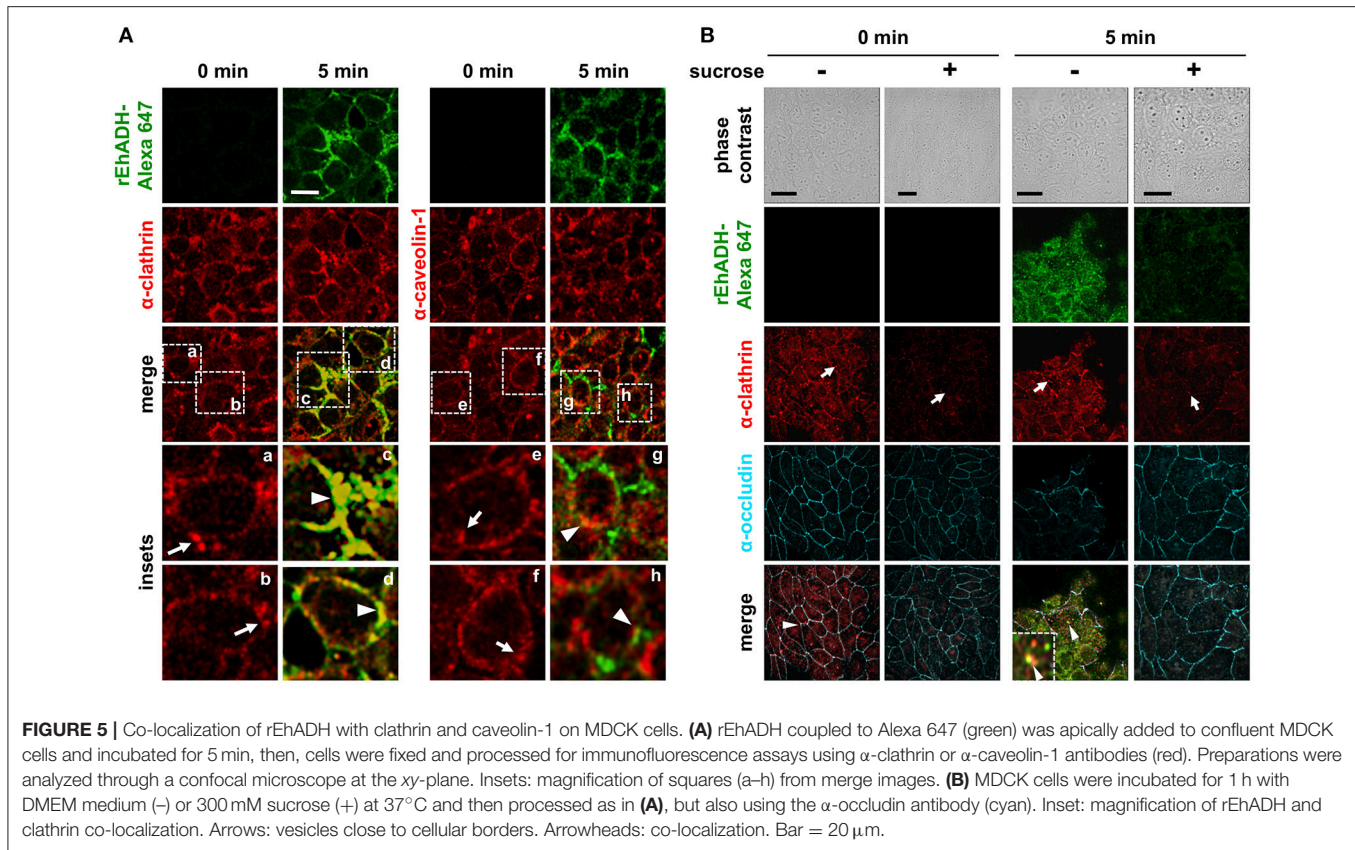 A
B
0 min
5 min
0 min
5 min
0 min
5 min
sucrose
-
+
-
+
rEhADH-
Alexa 647
α-clathrin
α-caveolin-1
merge
a
b
c
d
e
f
g
h
insets
a
c
e
g
b
d
f
h
phase
contrast
rEhADH-
Alexa 647
α-clathrin
α-occludin
merge
FIGURE 5 | Co-localization of rEhADH with clathrin and caveolin-1 on MDCK cells. (A) rEhADH coupled to Alexa 647 (green) was apically added to confluent MDCK
cells and incubated for 5 min, then, cells were fixed and processed for immunofluorescence assays using α-clathrin or α-caveolin-1 antibodies (red). Preparations were
analyzed through a confocal microscope at the xy-plane. Insets: magnification of squares (a–h) from merge images. (B) MDCK cells were incubated for 1 h with
DMEM medium (–) or 300 mM sucrose (+) at 37°C and then processed as in (A), but also using the α-occludin antibody (cyan). Inset: magnification of rEhADH and
clathrin co-localization. Arrows: vesicles close to cellular borders. Arrowheads: co-localization. Bar = 20 μm.